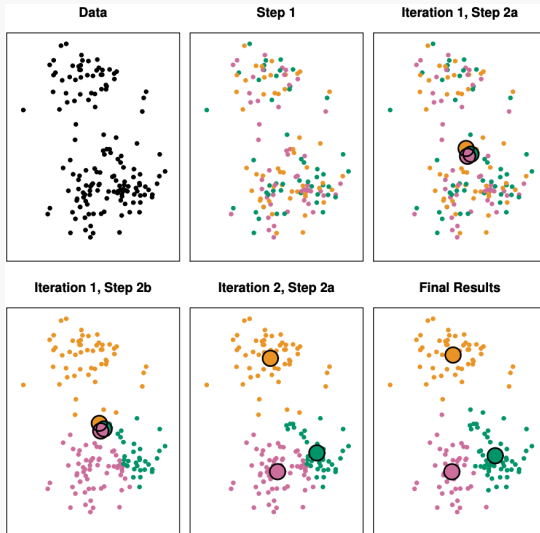 Data
Step 1
Iteration 1, Step 2a
Iteration 1, Step 2b
Iteration 2, Step 2a
Final Results